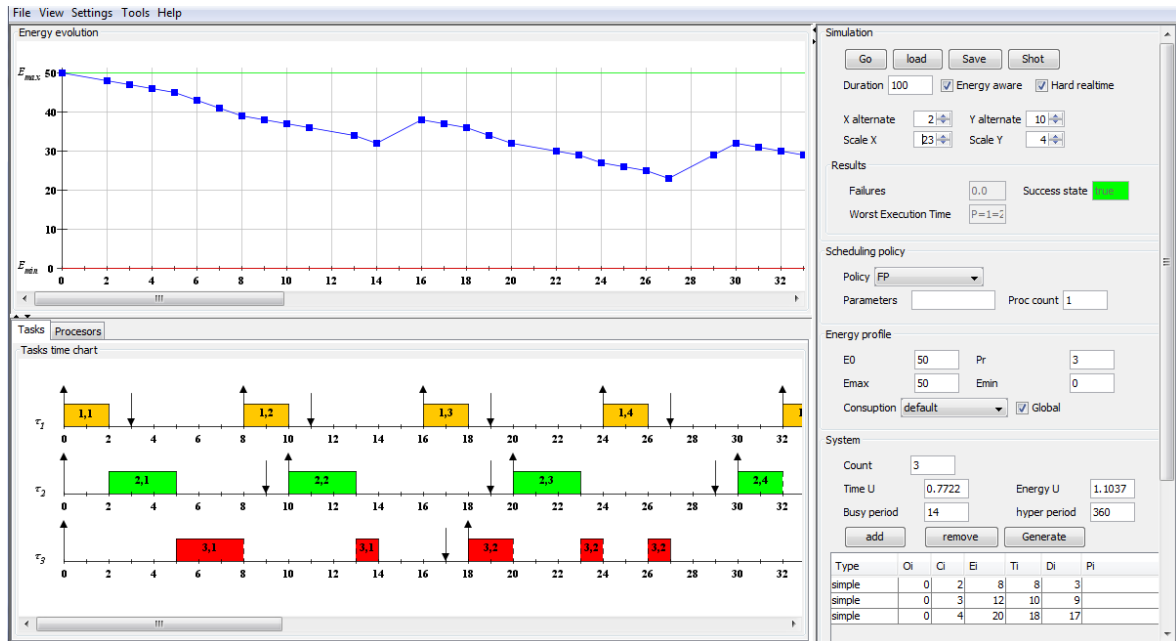 File View Settings Tools Help
Energy evolution
Emax 50
40
30
20
10
Emin 0
0 2 4 6 8 10 12 14 16 18 20 22 24 26 28 30 32
Tasks Procesors
Tasks time chart
1,1 1,2 1,3 1,4 1
τ1
0 2 4 6 8 10 12 14 16 18 20 22 24 26 28 30 32
2,1 2,2 2,3 2,4
τ2
0 2 4 6 8 10 12 14 16 18 20 22 24 26 28 30 32
3,1 3,1 3,2 3,2 3,2
τ3
0 2 4 6 8 10 12 14 16 18 20 22 24 26 28 30 32
Simulation
Go load Save Shot
Duration 100 Energy aware Hard realtime
X alternate 2 Y alternate 10
Scale X 23 Scale Y 4
Results
Failures 0.0 Success state true
Worst Execution Time P=1=2
Scheduling policy
Policy FP
Parameters Proc count 1
Energy profile
E0 50 Pr 3
Emax 50 Emin 0
Consuption default Global
System
Count 3
Time U 0.7722 Energy U 1.1037
Busy period 14 hyper period 360
add remove Generate
Type Oi Ci Ei Ti Di Pi
simple 0 2 8 8 3
simple 0 3 12 10 9
simple 0 4 20 18 17